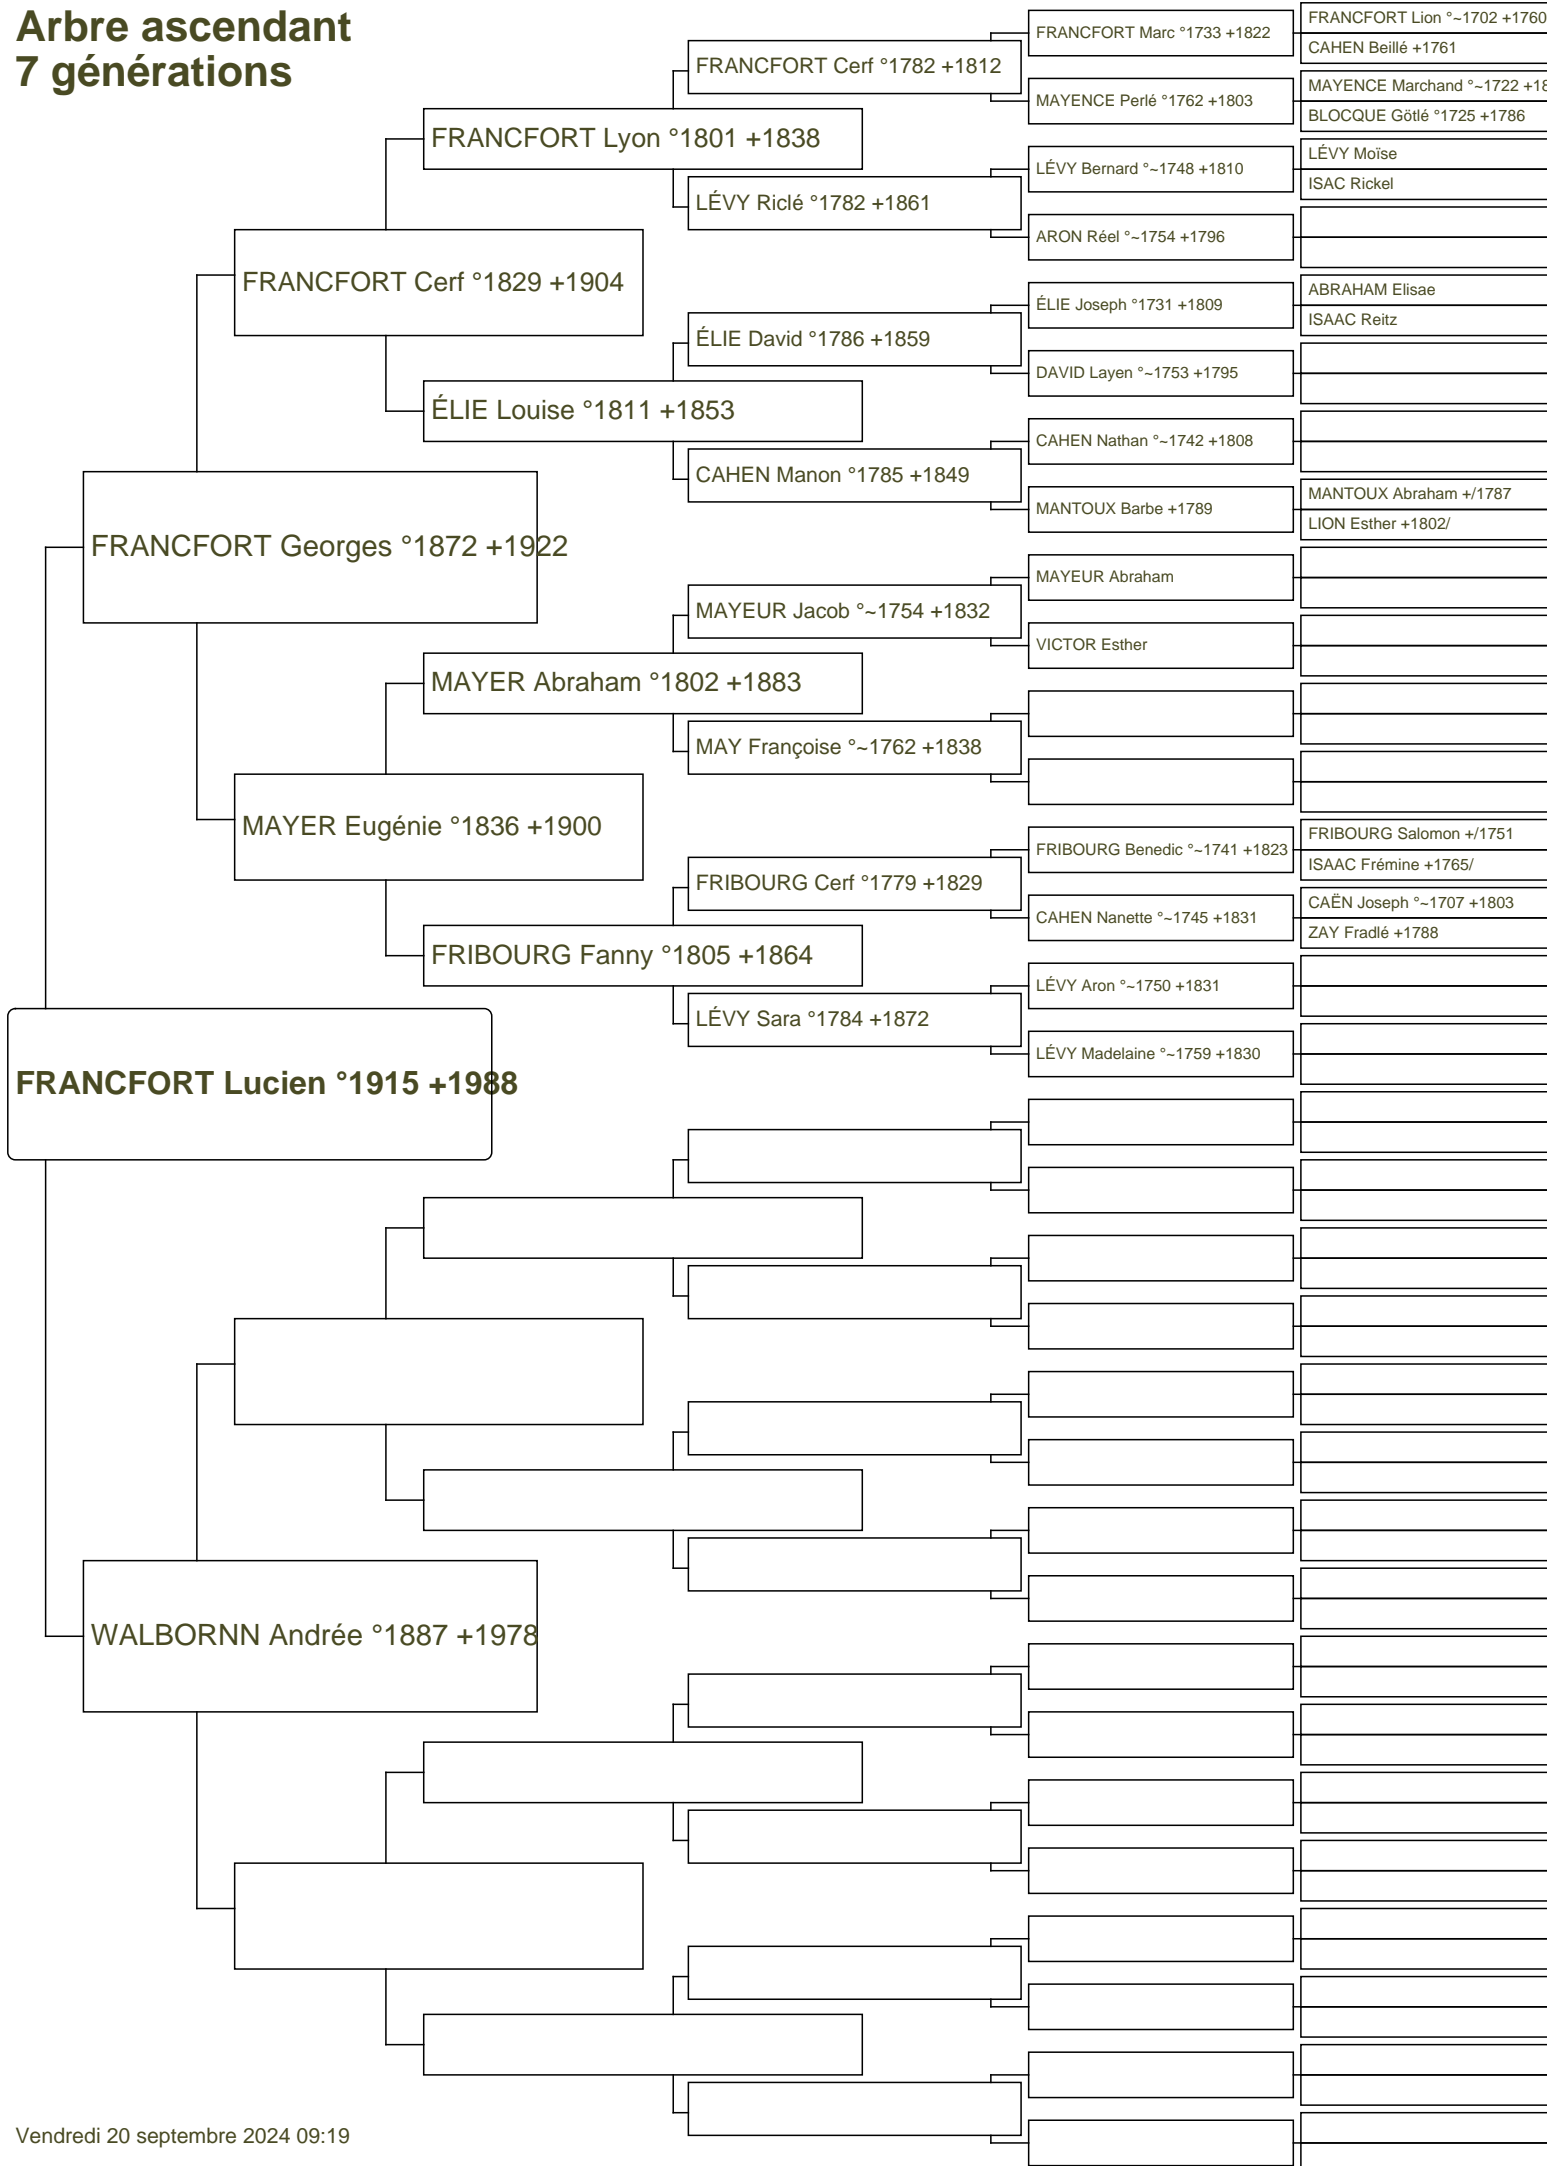 Arbre ascendant
7 générations
FRANCFORT Lucien °1915 +1988
FRANCFORT Georges °1872 +1922
WALBORNN Andrée °1887 +1978
FRANCFORT Cerf °1829 +1904
MAYER Eugénie °1836 +1900
FRANCFORT Lyon °1801 +1838
ÉLIE Louise °1811 +1853
MAYER Abraham °1802 +1883
FRIBOURG Fanny °1805 +1864
FRANCFORT Cerf °1782 +1812
LÉVY Riclé °1782 +1861
ÉLIE David °1786 +1859
CAHEN Manon °1785 +1849
MAYEUR Jacob °~1754 +1832
MAY Françoise °~1762 +1838
FRIBOURG Cerf °1779 +1829
LÉVY Sara °1784 +1872
FRANCFORT Marc °1733 +1822
MAYENCE Perlé °1762 +1803
LÉVY Bernard °~1748 +1810
ARON Réel °~1754 +1796
ÉLIE Joseph °1731 +1809
DAVID Layen °~1753 +1795
CAHEN Nathan °~1742 +1808
MANTOUX Barbe +1789
MAYEUR Abraham
VICTOR Esther
FRIBOURG Benedic °~1741 +1823
CAHEN Nanette °~1745 +1831
LÉVY Aron °~1750 +1831
LÉVY Madelaine °~1759 +1830
FRANCFORT Lion °~1702 +1760
CAHEN Beillé +1761
MAYENCE Marchand °~1722
BLOCQUE Götlé °1725 +1786
LÉVY Moïse
ISAC Rickel
ABRAHAM Elisae
ISAAC Reitz
MANTOUX Abraham +/1787
LION Esther +1802/
FRIBOURG Salomon +/1751
ISAAC Frémine +1765/
CAËN Joseph °~1707 +1803
ZAY Fradlé +1788
Vendredi 20 septembre 2024 09:19